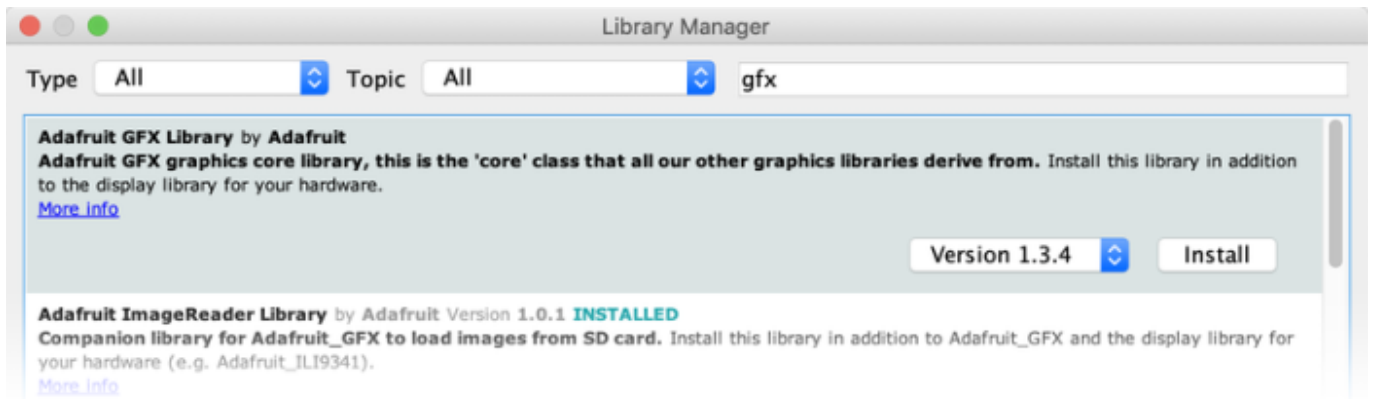 Library Manager
Type All Topic All gfx
Adafruit GFX Library by Adafruit
Adafruit GFX graphics core library, this is the 'core' class that all our other graphics libraries derive from. Install this library in addition
to the display library for your hardware.
More info
Version 1.3.4 Install
Adafruit ImageReader Library by Adafruit Version 1.0.1 INSTALLED
Companion library for Adafruit_GFX to load images from SD card. Install this library in addition to Adafruit_GFX and the display library for
your hardware (e.g. Adafruit_ILI9341).
More info